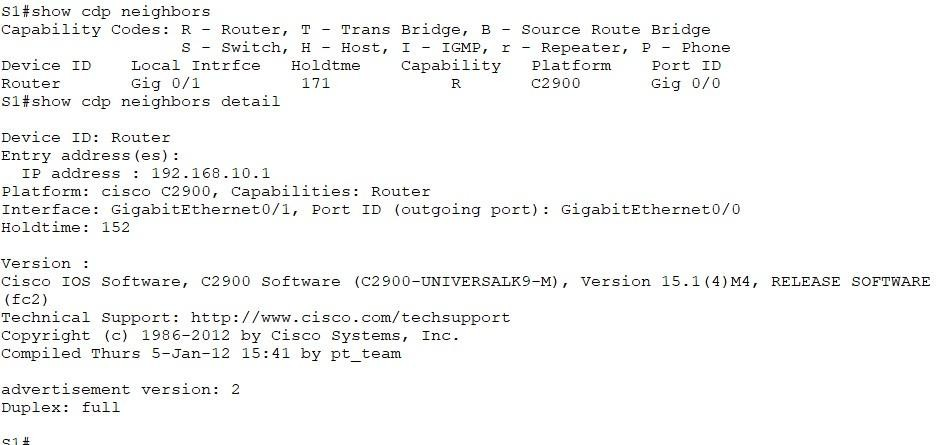 S1#show cdp neighbors
Capability Codes: R - Router, T - Trans Bridge, B - Source Route Bridge
S - Switch, H - Host, I - IGMP, r - Repeater, P - Phone
Device ID Local Intrfce Holdtme Capability Platform Port ID
Router Gig 0/1 171 R C2900 Gig 0/0
S1#show cdp neighbors detail
Device ID: Router
Entry address(es):
IP address : 192.168.10.1
Platform: cisco C2900, Capabilities: Router
Interface: GigabitEthernet0/1, Port ID (outgoing port): GigabitEthernet0/0
Holdtime: 152
Version :
Cisco IOS Software, C2900 Software (C2900-UNIVERSALK9-M), Version 15.1(4)M4, RELEASE SOFTWARE
(fc2)
Technical Support: http://www.cisco.com/techsupport
Copyright (c) 1986-2012 by Cisco Systems, Inc.
Compiled Thurs 5-Jan-12 15:41 by pt_team
advertisement version: 2
Duplex: full
S1#